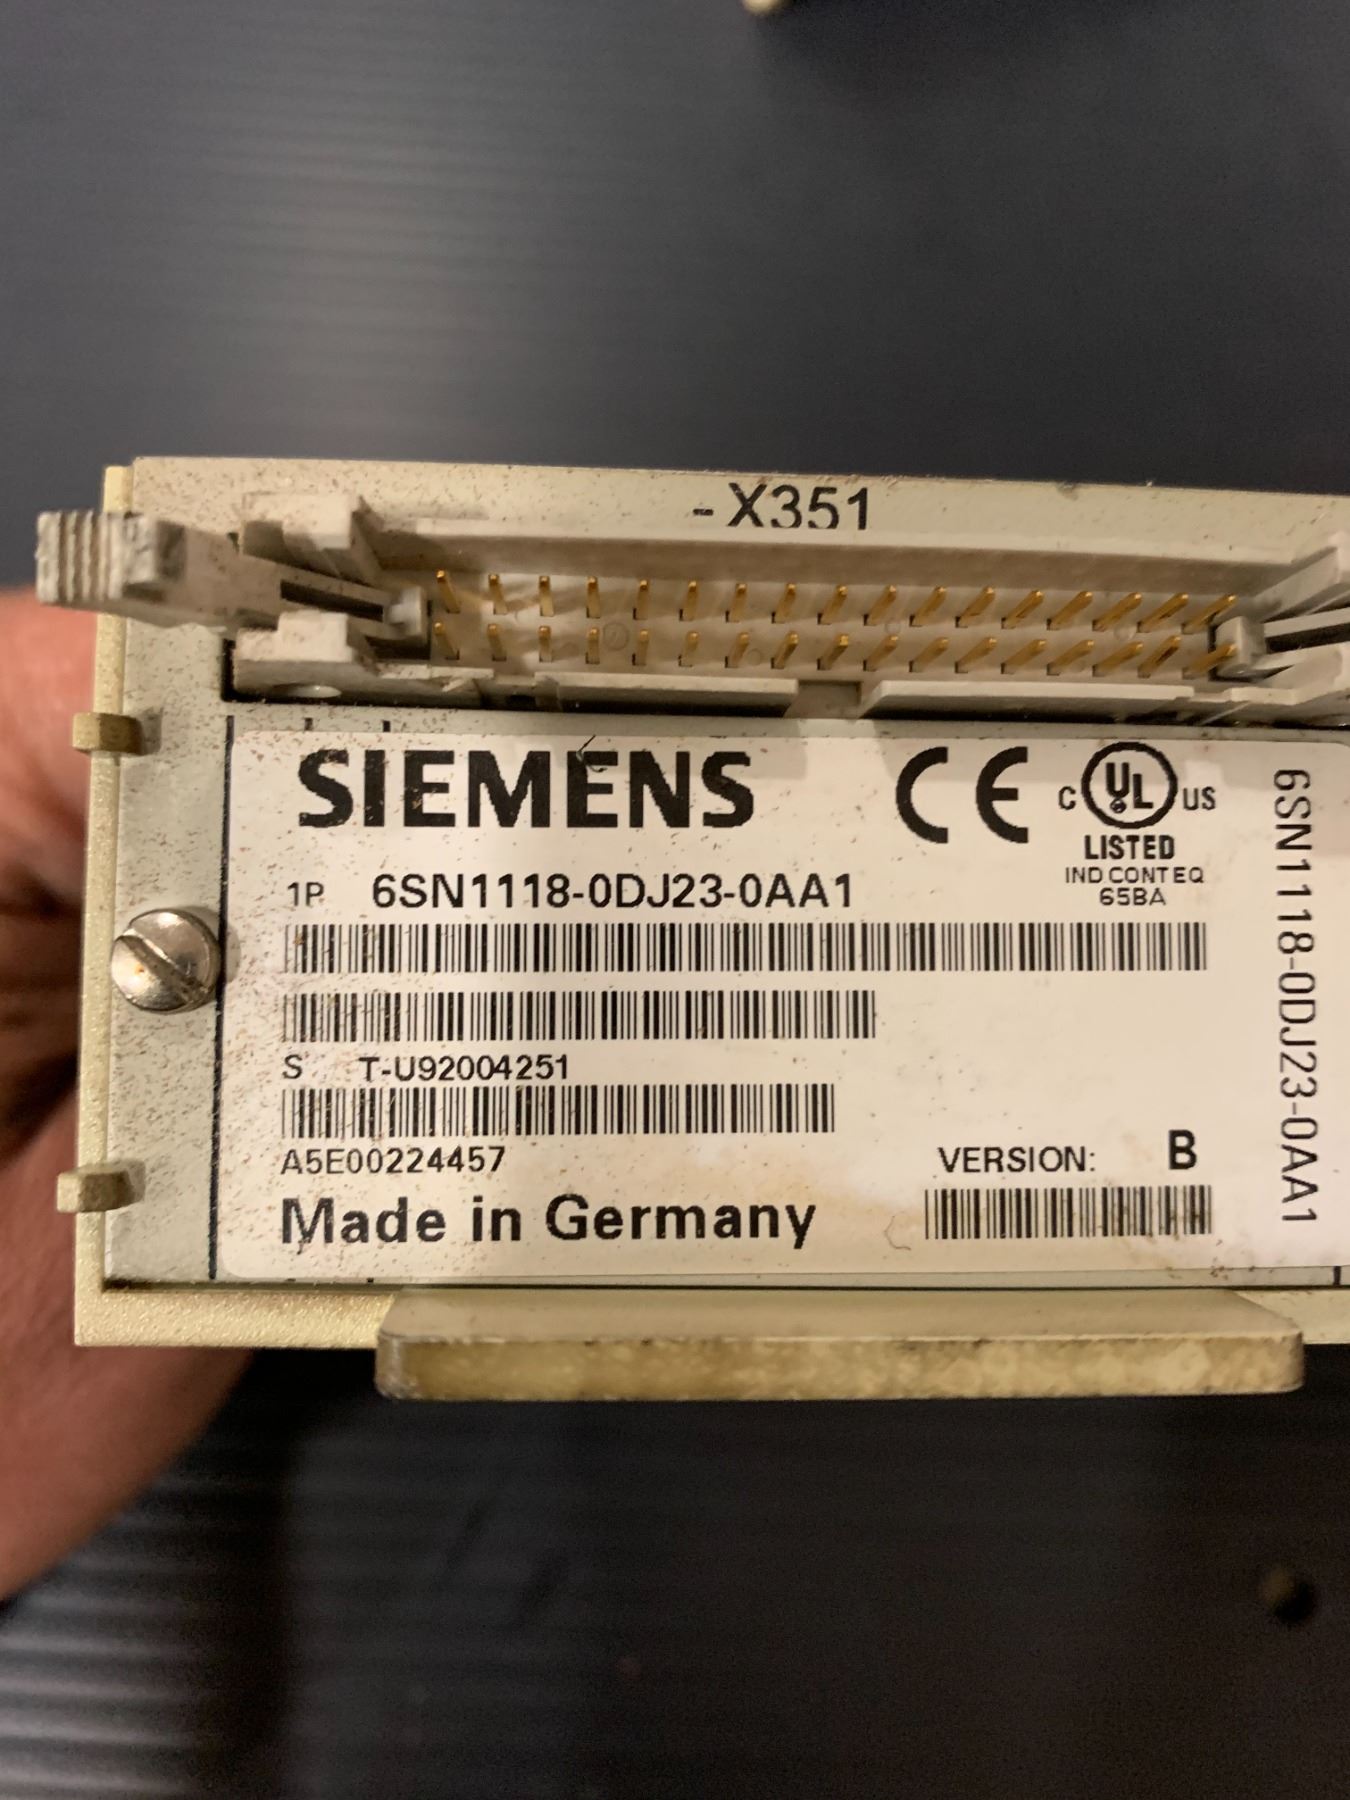 -X351
SIEMENS
CE
C UL US
LISTED
IND CONT EQ
65BA
1P 6SN1118-0DJ23-0AA1
S T-U92004251
A5E00224457
VERSION: B
Made in Germany
6SN1118-0DJ23-0AA1